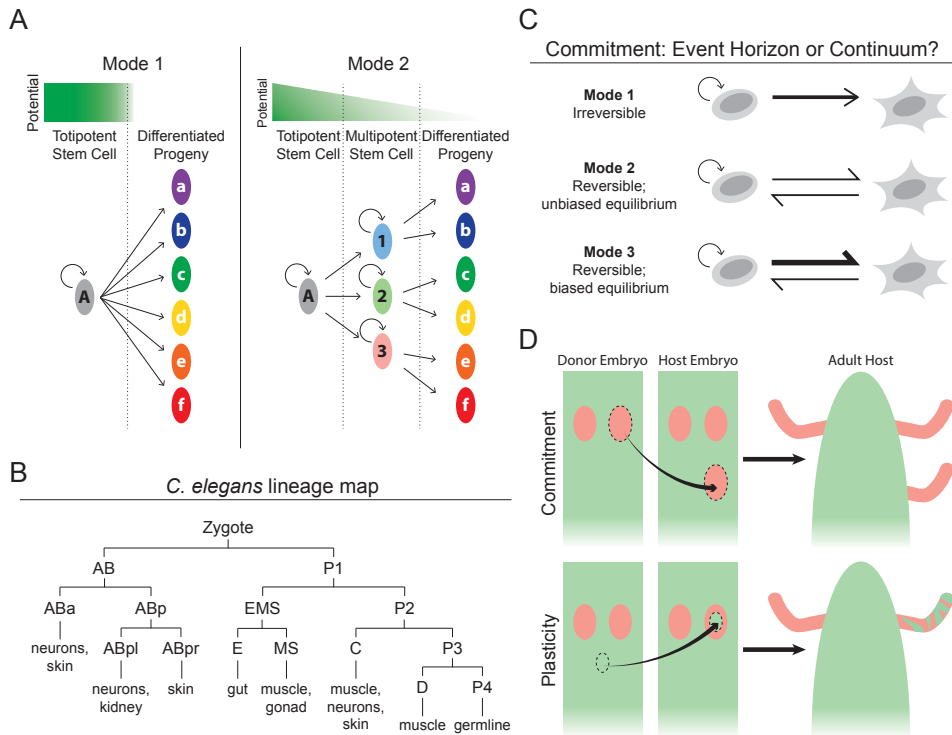 A
Mode 1
Mode 2
Potential
Potential
Totipotent
Stem Cell
Differentiated
Progeny
Totipotent
Stem Cell
Multipotent
Stem Cell
Differentiated
Progeny
A
a
b
c
d
e
f
A
1
2
3
a
b
c
d
e
f
B
C. elegans lineage map
Zygote
AB
P1
ABa
ABp
EMS
P2
neurons,
skin
ABpl
ABpr
E
MS
C
P3
neurons,
kidney
skin
gut
muscle,
gonad
muscle,
neurons,
skin
D
P4
muscle
germline
C
Commitment: Event Horizon or Continuum?
Mode 1
Irreversible
Mode 2
Reversible;
unbiased equilibrium
Mode 3
Reversible;
biased equilibrium
D
Donor Embryo
Host Embryo
Adult Host
Commitment
Plasticity